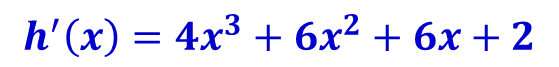 h′(x) = 4x³ + 6x² + 6x + 2